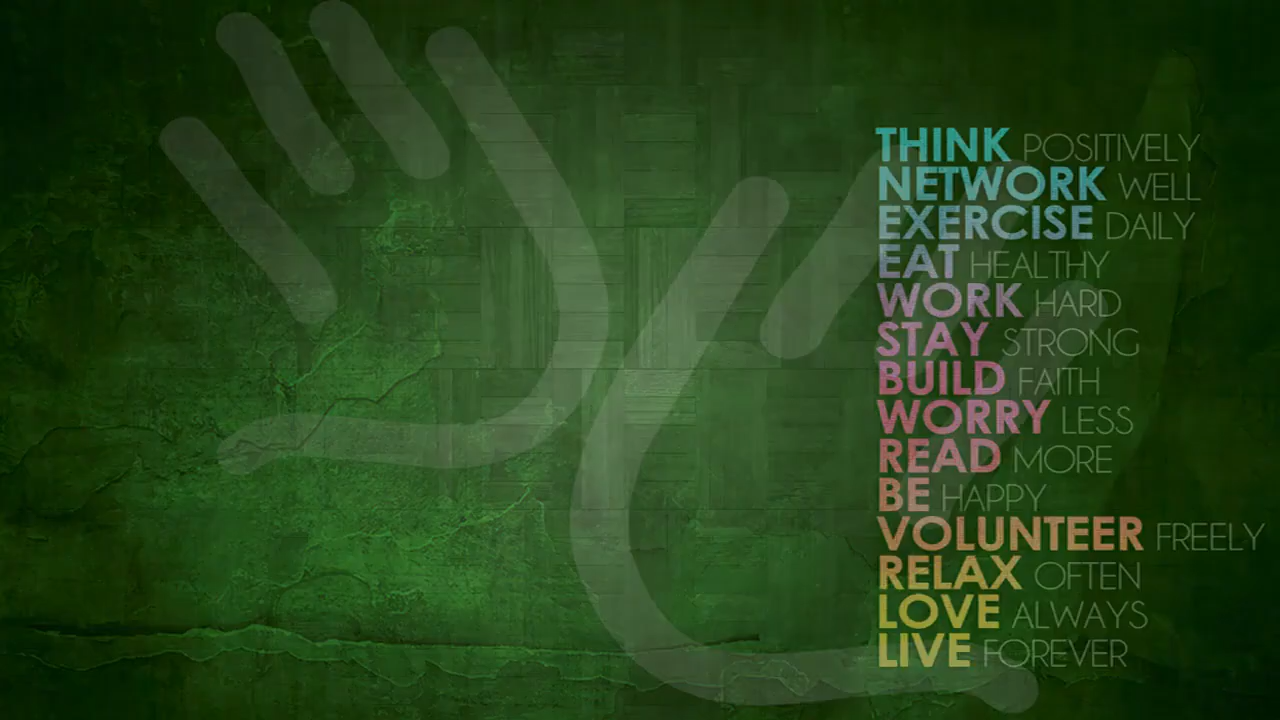 THINK POSITIVELY
NETWORK WELL
EXERCISE DAILY
EAT HEALTHY
WORK HARD
STAY STRONG
BUILD FAITH
WORRY LESS
READ MORE
BE HAPPY
VOLUNTEER FREELY
RELAX OFTEN
LOVE ALWAYS
LIVE FOREVER